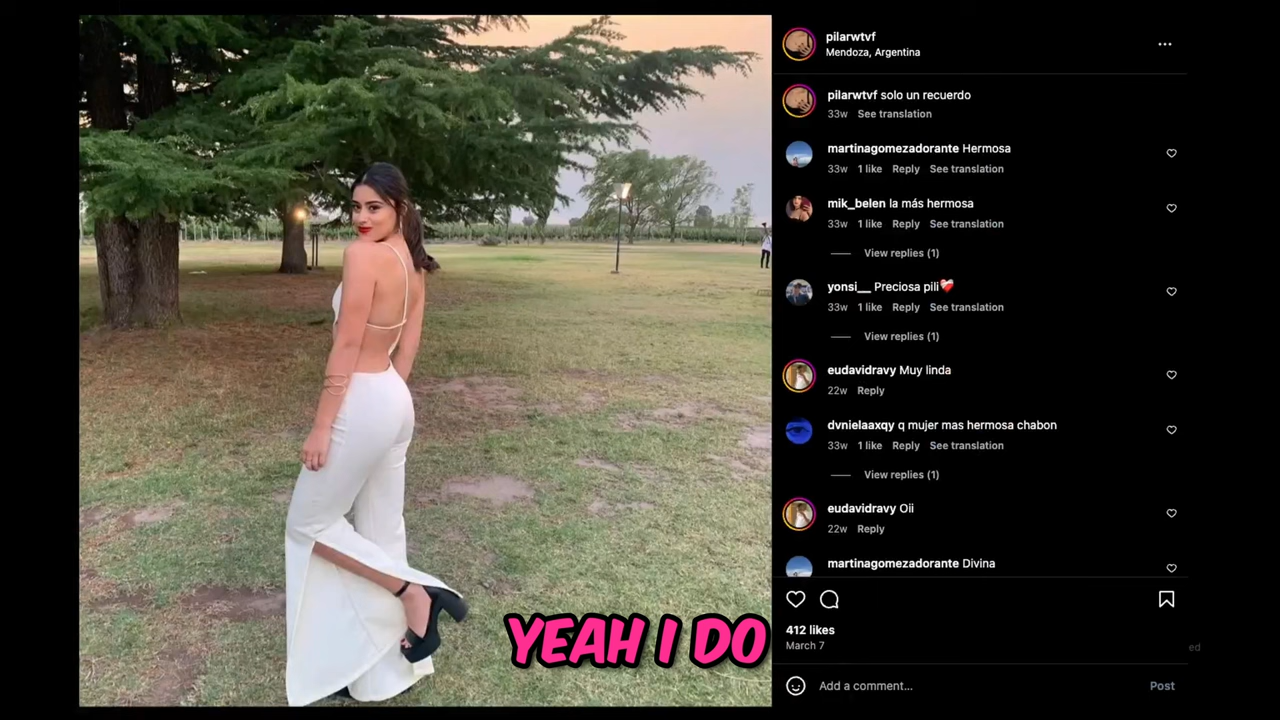 pilarwtvf
Mendoza, Argentina
pilarwtvf solo un recuerdo
33w See translation
martinagomezadorante Hermosa
33w 1 like Reply See translation
mik_belen la más hermosa
33w 1 like Reply See translation
View replies (1)
yonsi__ Preciosa pili❤️‍🩹
33w 1 like Reply See translation
View replies (1)
eudavidravy Muy linda
22w Reply
dvnielaaxqy q mujer mas hermosa chabon
33w 1 like Reply See translation
View replies (1)
eudavidravy Oii
22w Reply
martinagomezadorante Divina
412 likes
March 7
ed
Add a comment...
Post
YEAH I DO